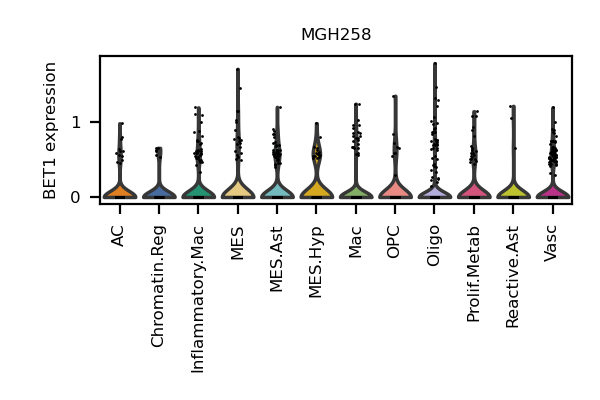 MGH258
BET1 expression
1
0
AC
Chromatin.Reg
Inflammatory.Mac
MES
MES.Ast
MES.Hyp
Mac
OPC
Oligo
Prolif.Metab
Reactive.Ast
Vasc